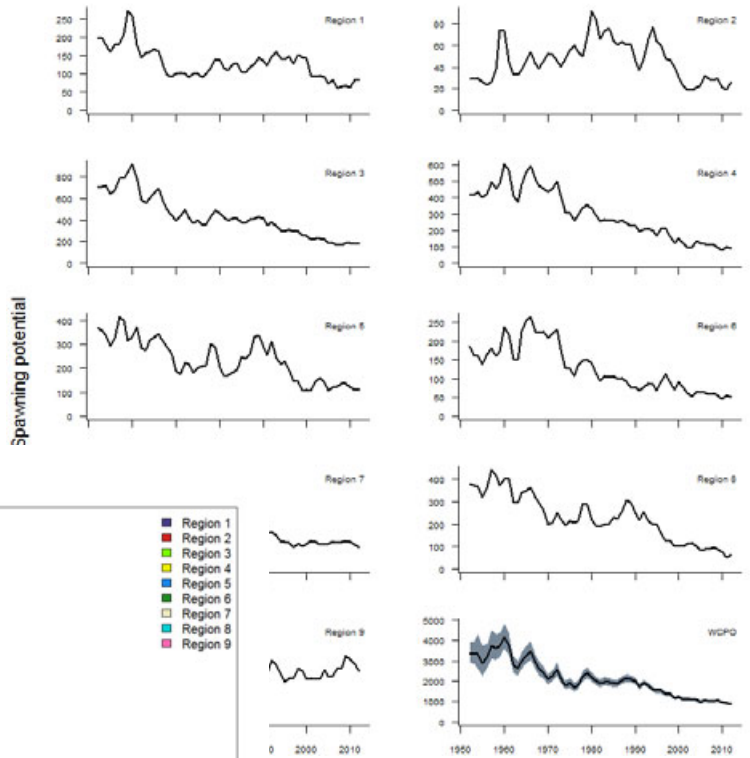 Region 1
250
200
150
100
50
0
Region 2
80
60
40
20
0
Region 3
800
600
400
200
0
Region 4
600
500
400
300
200
100
0
Spawning potential
Region 5
400
300
200
100
0
Region 6
250
200
150
100
50
0
Region 7
Region 8
400
300
200
100
0
Region 1
Region 2
Region 3
Region 4
Region 5
Region 6
Region 7
Region 8
Region 9
Region 9
0 2000 2010
WCPO
5000
4000
3000
2000
1000
0
1950 1960 1970 1980 1990 2000 2010